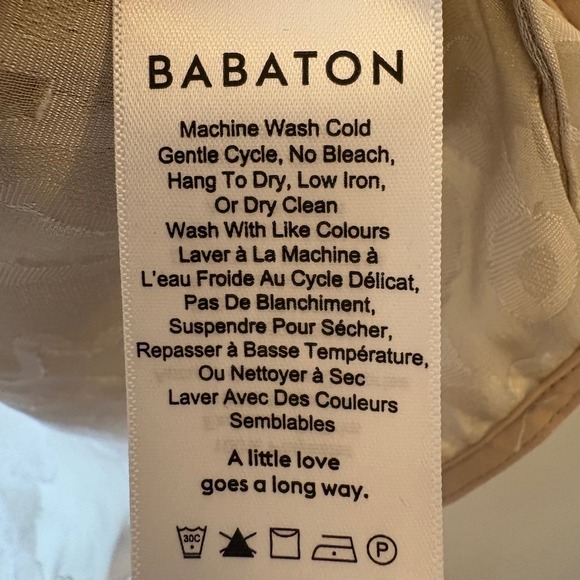 BABATON
Machine Wash Cold
Gentle Cycle, No Bleach,
Hang To Dry, Low Iron,
Or Dry Clean
Wash With Like Colours
Laver à La Machine à
L'eau Froide Au Cycle Délicat,
Pas De Blanchiment,
Suspendre Pour Sécher,
Repasser à Basse Température,
Ou Nettoyer à Sec
Laver Avec Des Couleurs
Semblables
A little love
goes a long way.
30C P